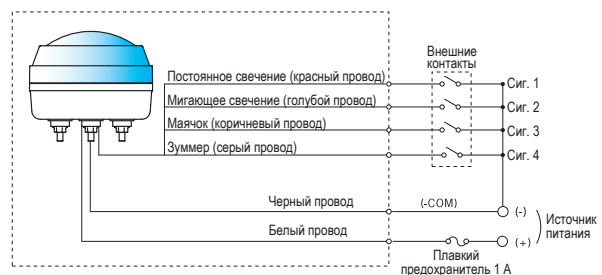 Внешние
контакты
Постоянное свечение (красный провод)
Сиг. 1
Мигающее свечение (голубой провод)
Сиг. 2
Маячок (коричневый провод)
Сиг. 3
Зуммер (серый провод)
Сиг. 4
Черный провод
(-COM)
(-)
Источник
питания
Белый провод
(+)
Плавкий
предохранитель 1 A